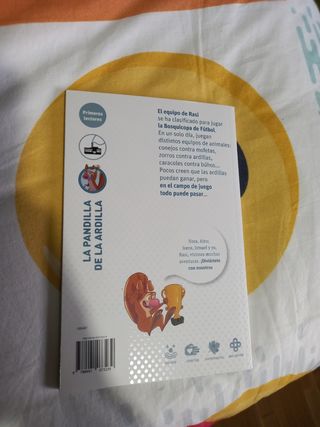 Primeros
lectores
El equipo de Rasi
se ha clasificado para jugar
la Bosquicopa de Fútbol.
En un solo día, juegan
distintos equipos de animales:
conejos contra mofetas,
zorros contra ardillas,
caracoles contra búhos...
Pocos creen que las ardillas
puedan ganar, pero
en el campo de juego
todo puede pasar...
LA PANDILLA
DE LA ARDILLA
Nora, Aitor,
Irene, Ismael y yo,
Rasi, vivimos muchas
aventuras. ¡Diviértete
con nosotros